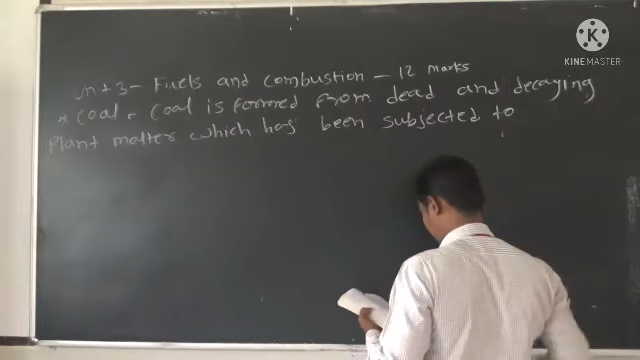 Unit 3 - Fuels and combustion - 12 marks
* Coal - Coal is formed from dead and decaying
plant matter which has been subjected to
KINEMASTER